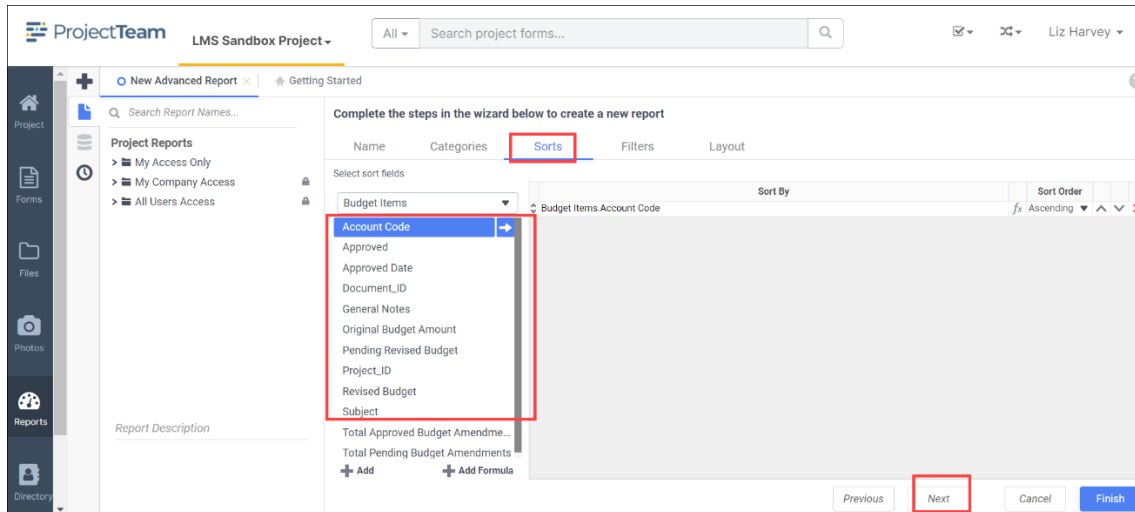 ProjectTeam
LMS Sandbox Project
All
Search project forms...
Liz Harvey
New Advanced Report
Getting Started
Project
Forms
Files
Photos
Reports
Directory
Search Report Names...
Project Reports
My Access Only
My Company Access
All Users Access
Report Description
Complete the steps in the wizard below to create a new report
Name Categories Sorts Filters Layout
Select sort fields
Budget Items
Account Code
Approved
Approved Date
Document_ID
General Notes
Original Budget Amount
Pending Revised Budget
Project_ID
Revised Budget
Subject
Total Approved Budget Amendme...
Total Pending Budget Amendments
Add Add Formula
Sort By Sort Order
Budget Items.Account Code fx Ascending
Previous Next Cancel Finish